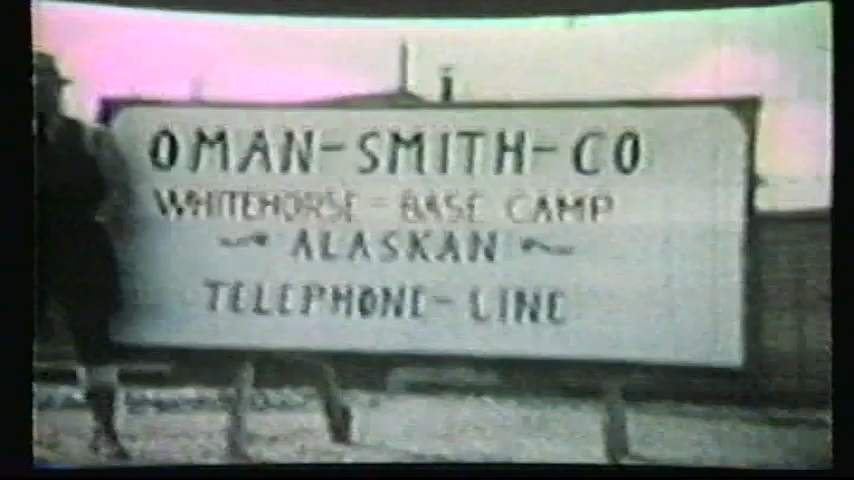 OMAN-SMITH-CO
WHITEHORSE-BASE CAMP
ALASKAN
TELEPHONE-LINE